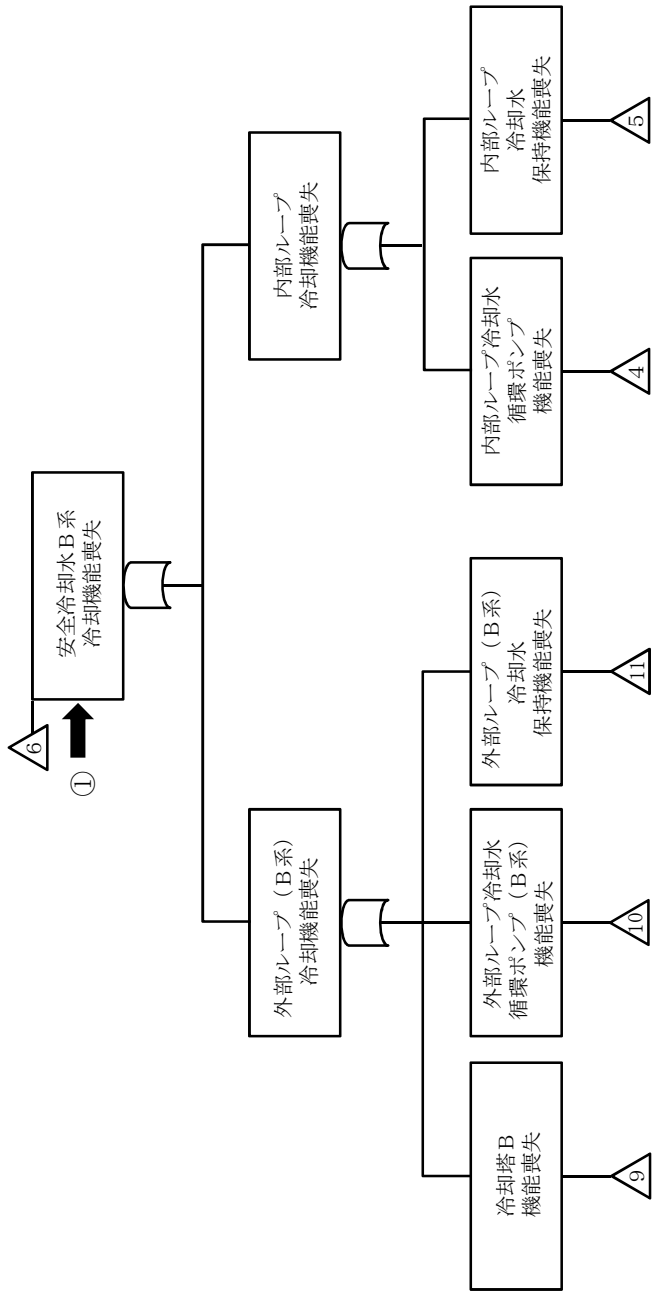 6
①
安全冷却水B系
冷却機能喪失
外部ループ（B系）
冷却機能喪失
内部ループ
冷却機能喪失
冷却塔B
機能喪失
9
外部ループ冷却水
循環ポンプ（B系）
機能喪失
10
外部ループ（B系）
冷却水
保持機能喪失
11
内部ループ冷却水
循環ポンプ
機能喪失
4
内部ループ
冷却水
保持機能喪失
5